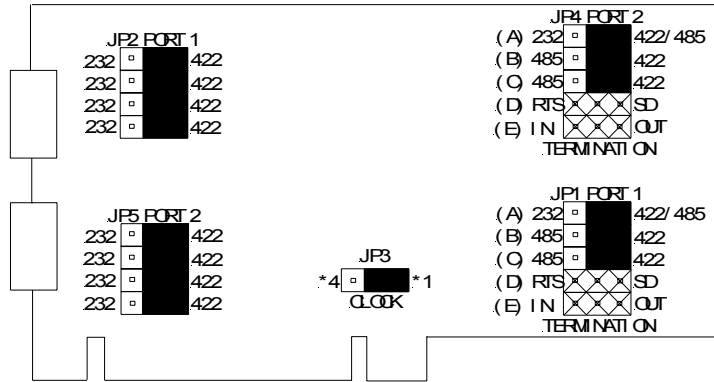 JP2 PORT 1
232 422
232 422
232 422
232 422
JP4 PORT 2
(A) 232 422/485
(B) 485 422
(C) 485 422
(D) RTS SD
(E) IN OUT
TERMINATION
JP5 PORT 2
232 422
232 422
232 422
232 422
JP3
*4 *1
CLOCK
JP1 PORT 1
(A) 232 422/485
(B) 485 422
(C) 485 422
(D) RTS SD
(E) IN OUT
TERMINATION